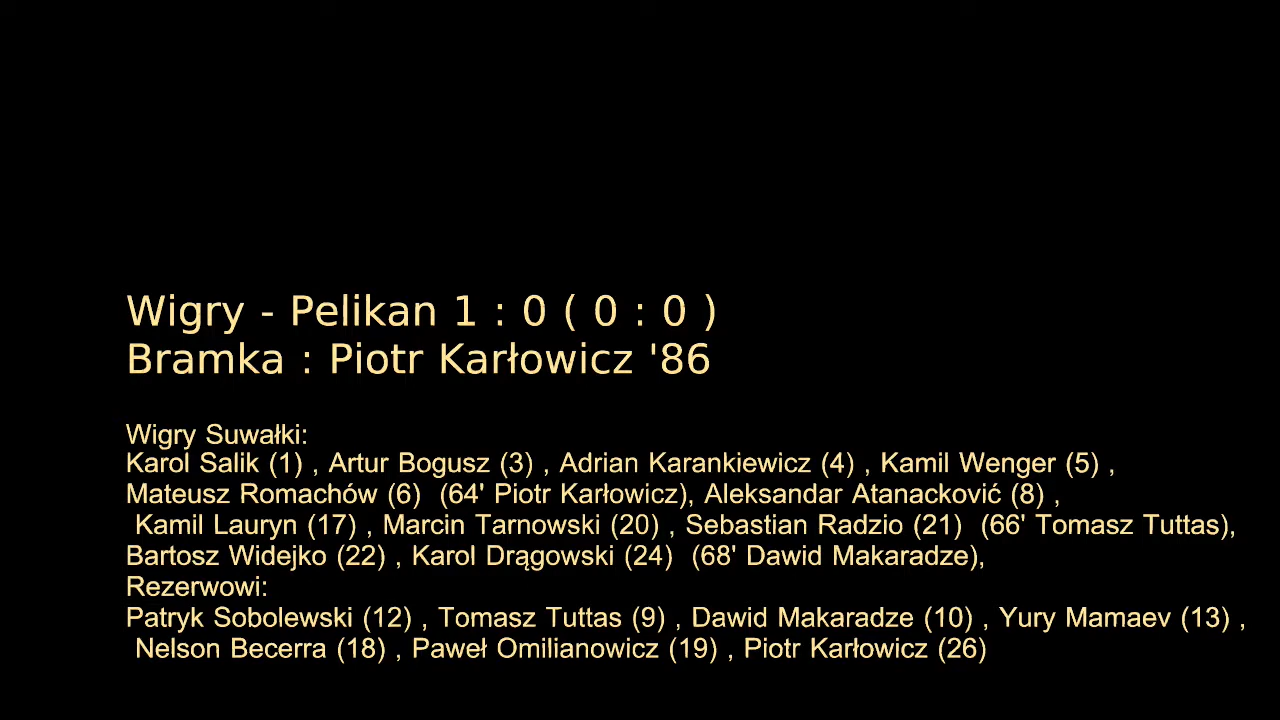 Wigry - Pelikan 1 : 0 ( 0 : 0 )
Bramka : Piotr Karłowicz '86
Wigry Suwałki:
Karol Salik (1) , Artur Bogusz (3) , Adrian Karankiewicz (4) , Kamil Wenger (5) ,
Mateusz Romachów (6)  (64' Piotr Karłowicz), Aleksandar Atanacković (8) ,
Kamil Lauryn (17) , Marcin Tarnowski (20) , Sebastian Radzio (21)  (66' Tomasz Tuttas),
Bartosz Widejko (22) , Karol Drągowski (24)  (68' Dawid Makaradze),
Rezerwowi:
Patryk Sobolewski (12) , Tomasz Tuttas (9) , Dawid Makaradze (10) , Yury Mamaev (13) ,
Nelson Becerra (18) , Paweł Omilianowicz (19) , Piotr Karłowicz (26)